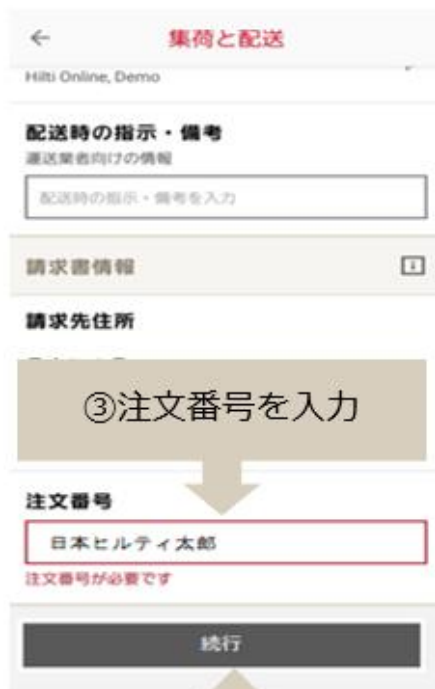 ←
集荷と配送
Hilti Online, Demo
配送時の指示・備考
運送業者向けの情報
配送時の指示・備考を入力
請求書情報
請求先住所
③注文番号を入力
注文番号
日本ヒルティ太郎
注文番号が必要です
続行